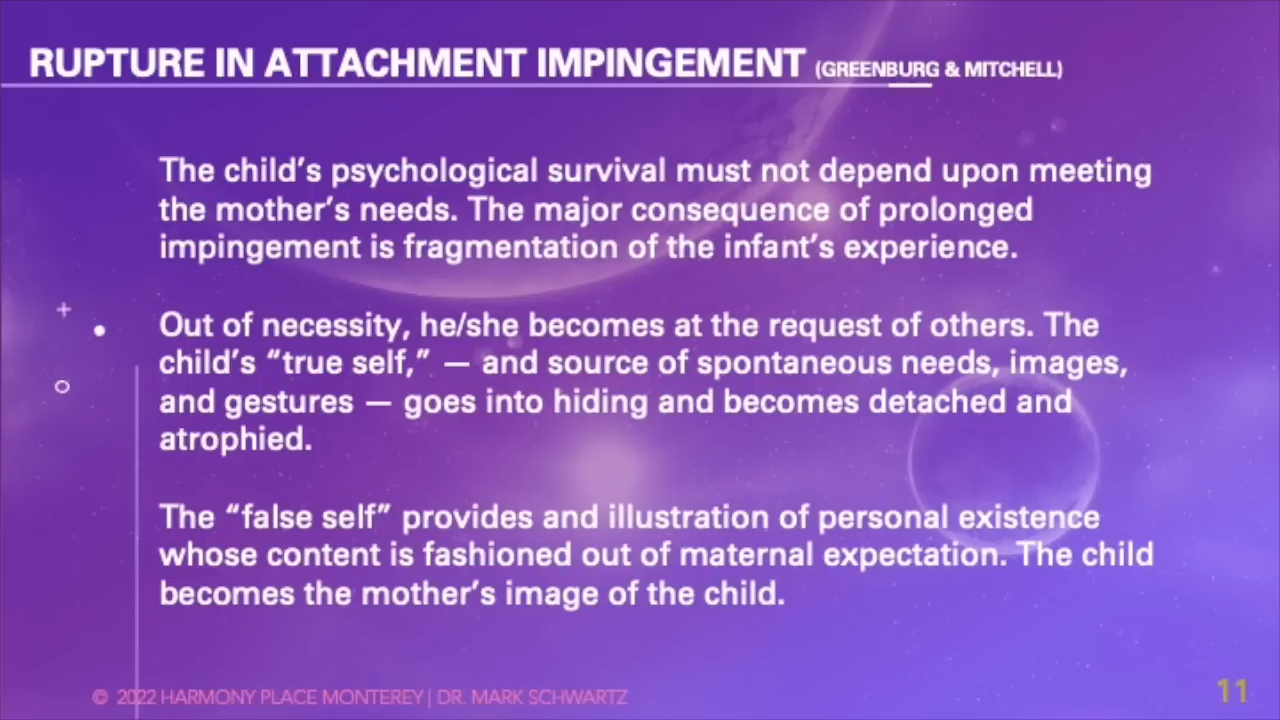 RUPTURE IN ATTACHMENT IMPINGEMENT (GREENBURG & MITCHELL)
The child's psychological survival must not depend upon meeting
the mother's needs. The major consequence of prolonged
impingement is fragmentation of the infant's experience.
• Out of necessity, he/she becomes at the request of others. The
child's “true self,” — and source of spontaneous needs, images,
and gestures — goes into hiding and becomes detached and
atrophied.
The “false self” provides and illustration of personal existence
whose content is fashioned out of maternal expectation. The child
becomes the mother's image of the child.
© 2022 HARMONY PLACE MONTEREY | DR. MARK SCHWARTZ
11